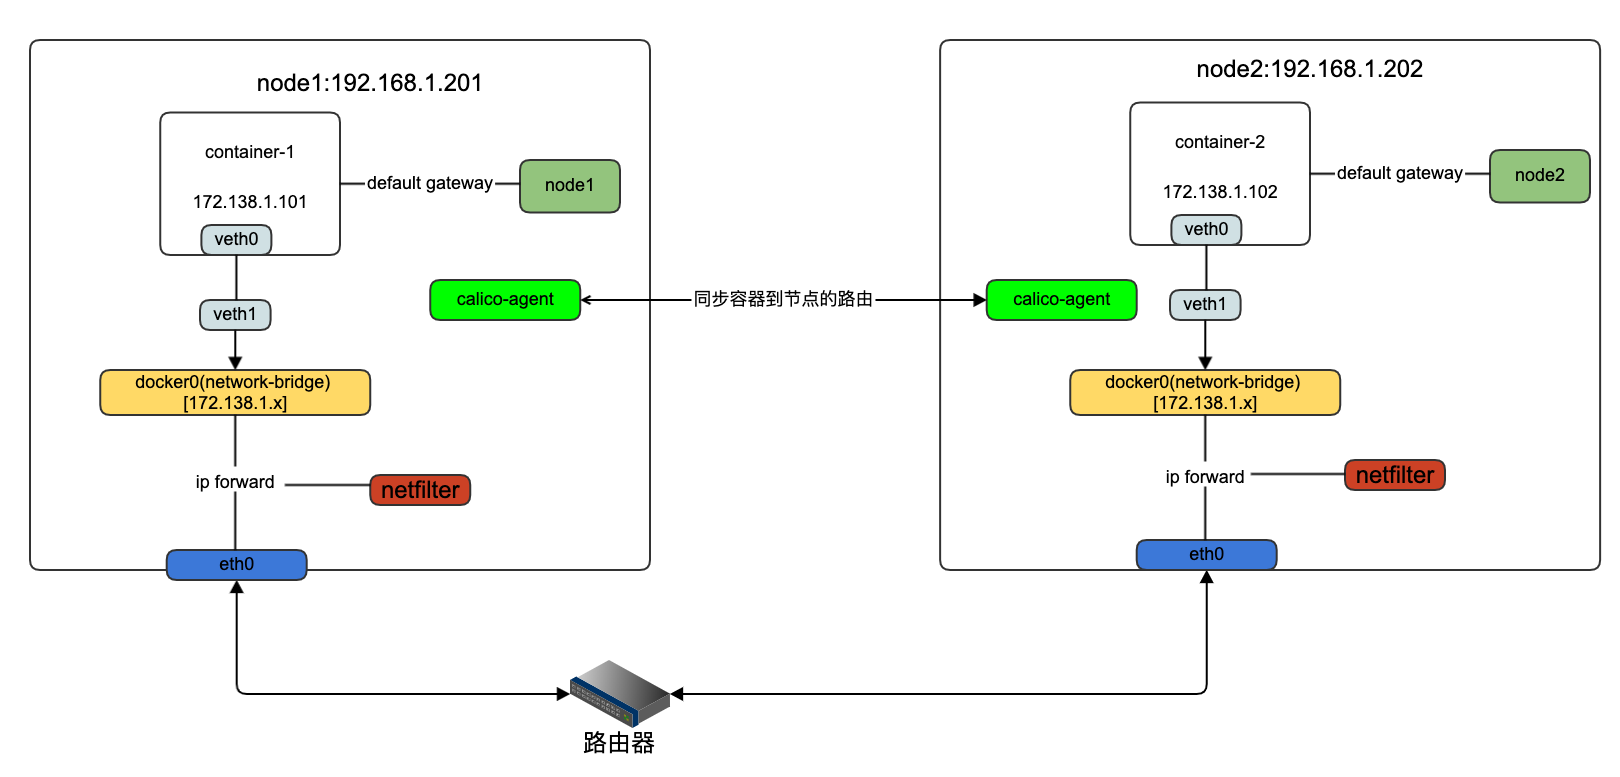 node1:192.168.1.201
container-1
172.138.1.101
veth0
default gateway
node1
veth1
calico-agent
docker0(network-bridge)
[172.138.1.x]
ip forward
netfilter
eth0
同步容器到节点的路由
node2:192.168.1.202
container-2
172.138.1.102
veth0
default gateway
node2
calico-agent
veth1
docker0(network-bridge)
[172.138.1.x]
ip forward
netfilter
eth0
路由器